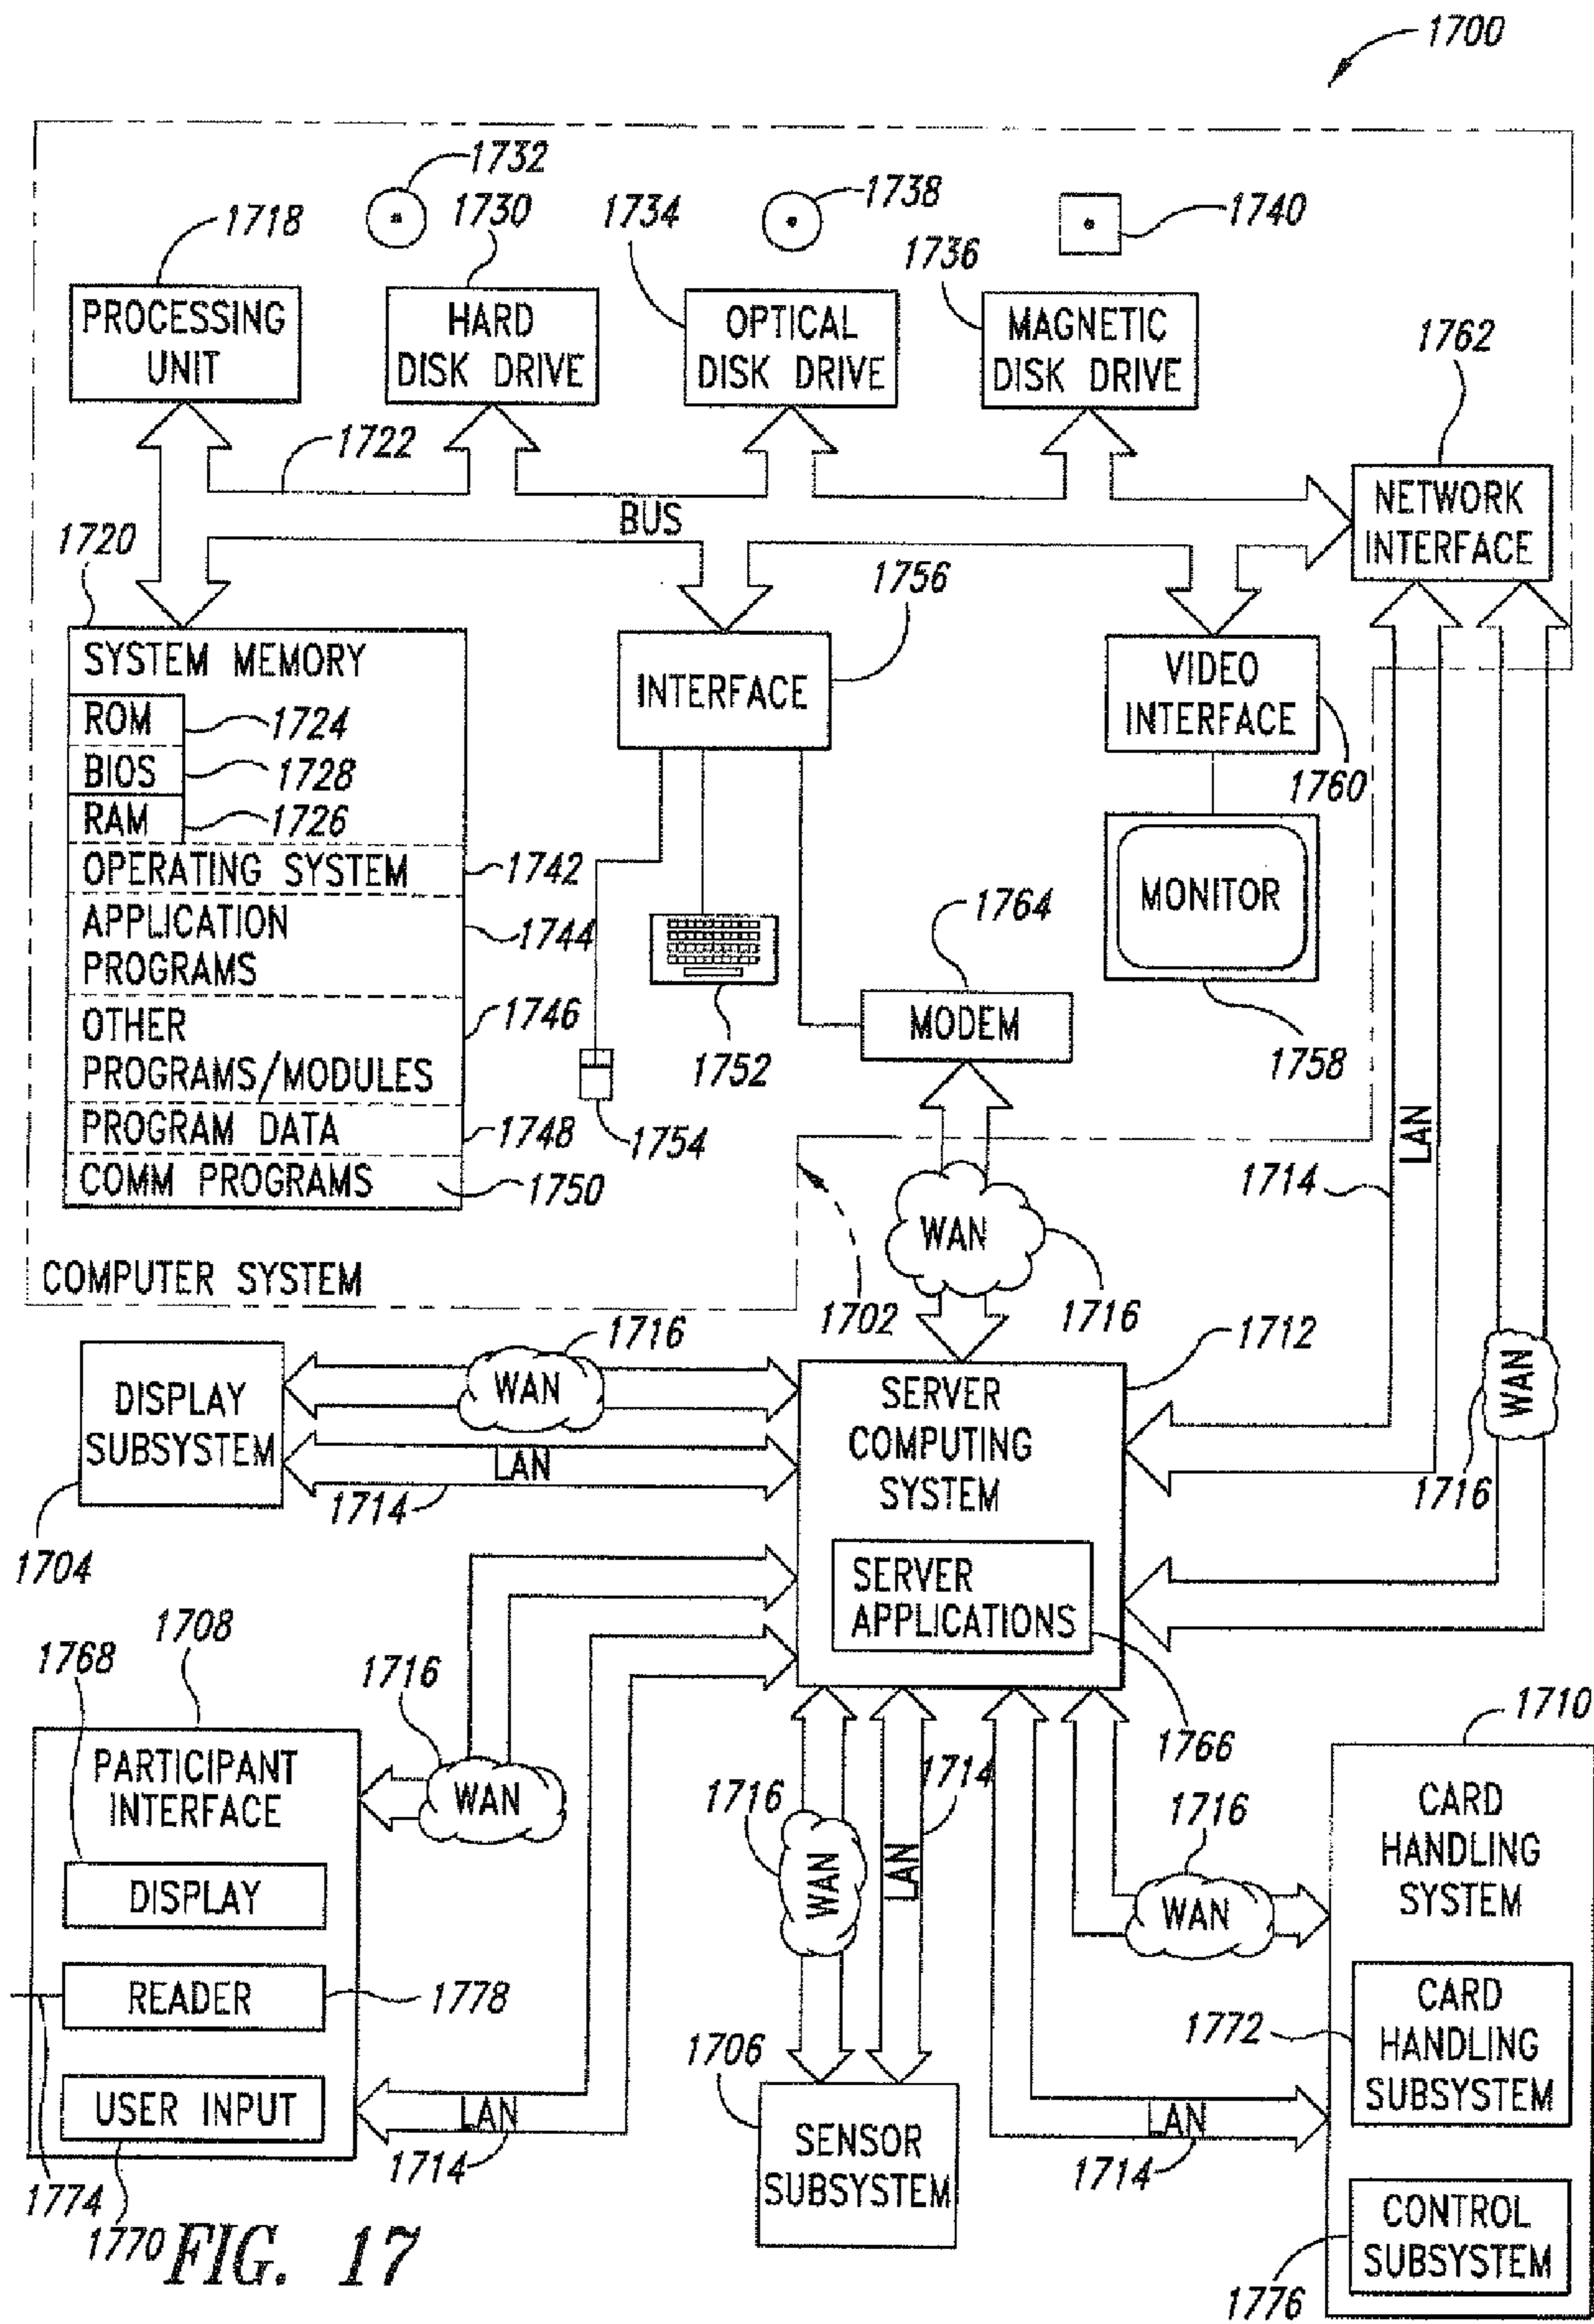 1700
1732
1718
1730
1734
1738
1740
1736
PROCESSING
UNIT
HARD
DISK DRIVE
OPTICAL
DISK DRIVE
MAGNETIC
DISK DRIVE
1762
1722
NETWORK
INTERFACE
BUS
1720
1756
SYSTEM MEMORY
ROM
1724
BIOS
1728
RAM
1726
OPERATING SYSTEM
1742
APPLICATION
PROGRAMS
1744
OTHER
PROGRAMS/MODULES
1746
PROGRAM DATA
1748
COMM PROGRAMS
1750
INTERFACE
VIDEO
INTERFACE
1760
MONITOR
1758
1764
MODEM
1752
1754
LAN
1714
WAN
1716
COMPUTER SYSTEM
1702
1716
WAN
1716
1712
DISPLAY
SUBSYSTEM
WAN
LAN
1714
1704
SERVER
COMPUTING
SYSTEM
SERVER
APPLICATIONS
1766
1708
1768
1716
PARTICIPANT
INTERFACE
WAN
DISPLAY
READER
1778
USER INPUT
LAN
1714
1774
1770
1716
WAN
1714
LAN
1706
SENSOR
SUBSYSTEM
1716
WAN
LAN
1714
1710
CARD
HANDLING
SYSTEM
1772
CARD
HANDLING
SUBSYSTEM
CONTROL
SUBSYSTEM
1776
FIG. 17